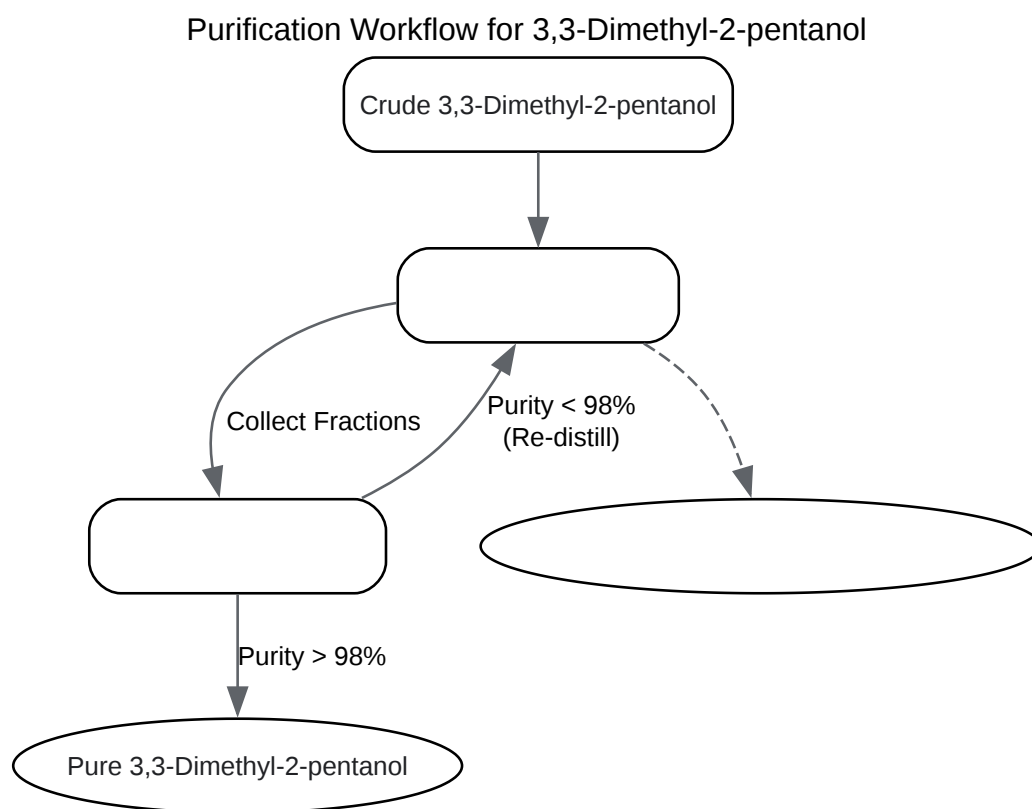 Purification Workflow for 3,3-Dimethyl-2-pentanol
Crude 3,3-Dimethyl-2-pentanol
Collect Fractions
Purity < 98%
(Re-distill)
Purity > 98%
Pure 3,3-Dimethyl-2-pentanol